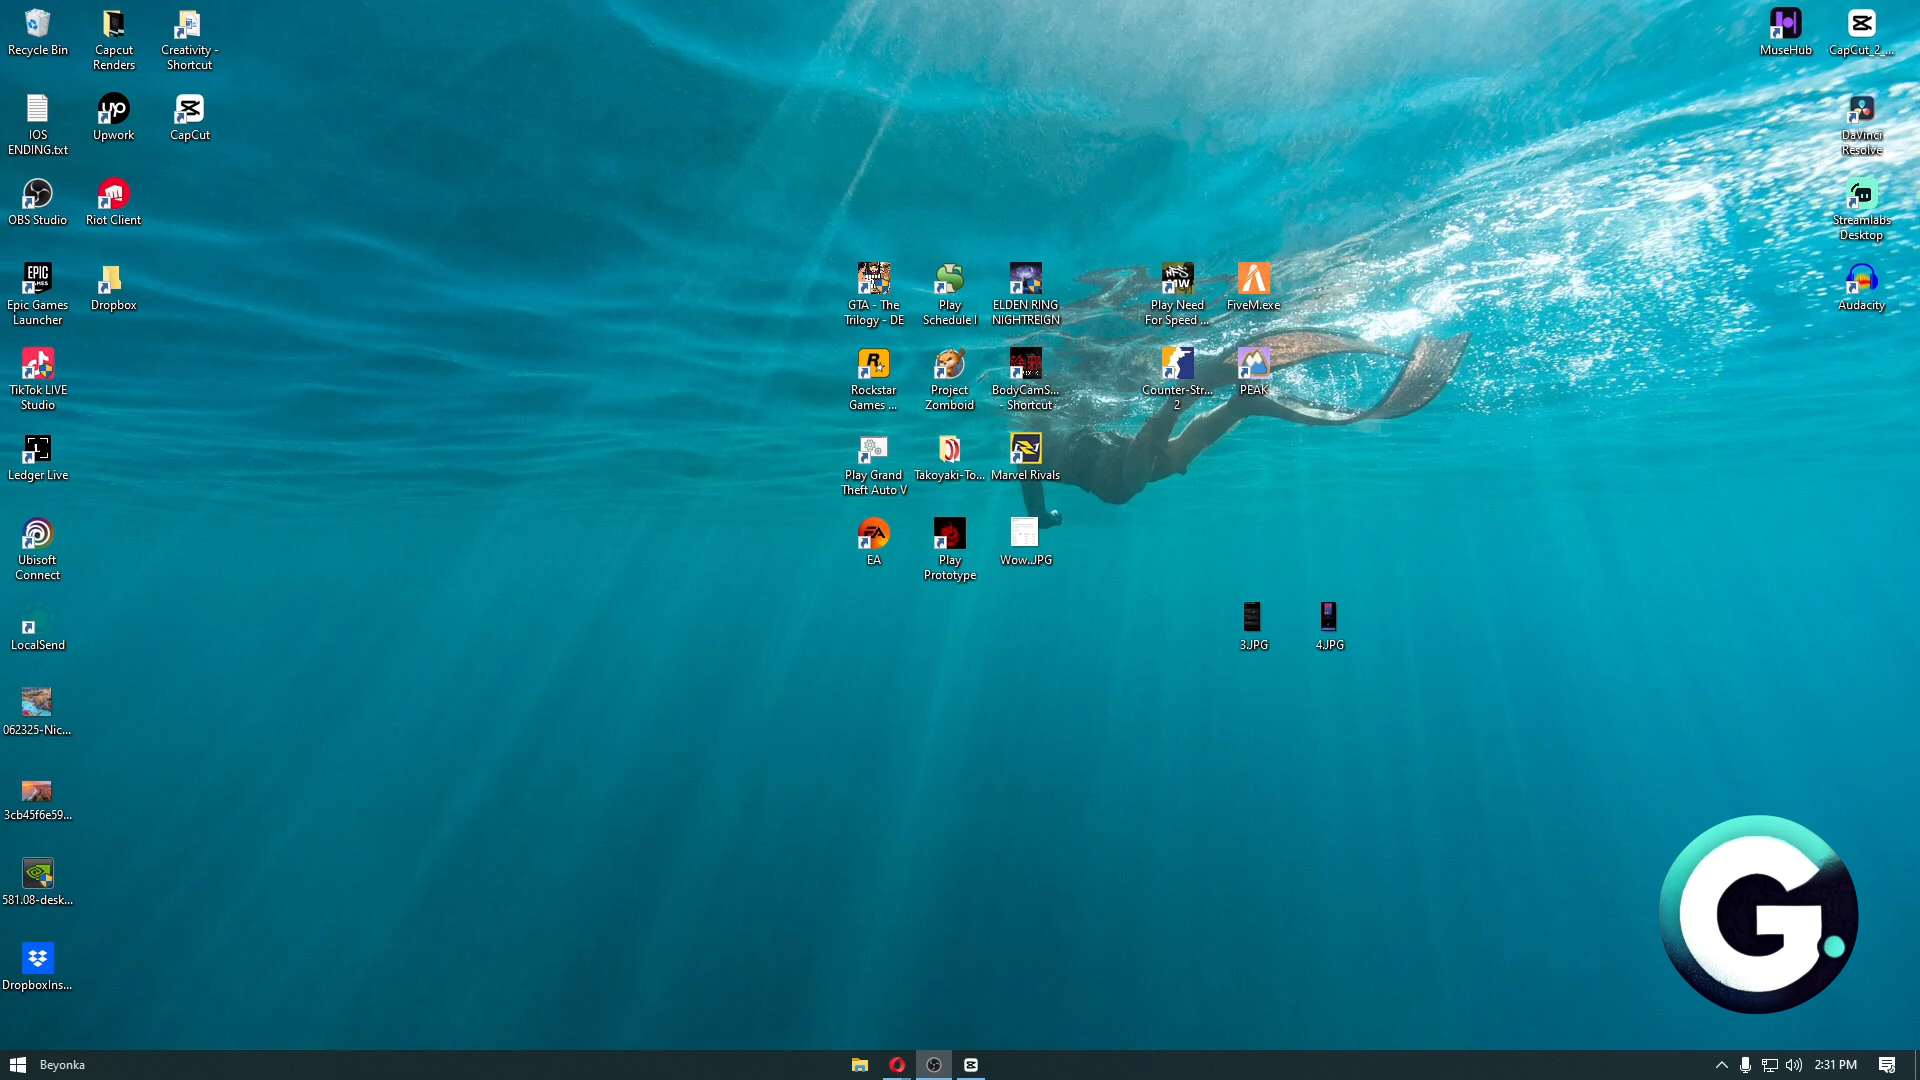 Recycle Bin
Capcut
Renders
Creativity -
Shortcut
MuseHub
CapCut_2_...
IOS
ENDING.txt
Upwork
CapCut
DaVinci
Resolve
OBS Studio
Riot Client
Streamlabs
Desktop
Epic Games
Launcher
Dropbox
GTA - The
Trilogy - DE
Play
Schedule I
ELDEN RING
NIGHTREIGN
Play Need
For Speed ...
FiveM.exe
Audacity
TikTok LIVE
Studio
Rockstar
Games ...
Project
Zomboid
BodyCamS...
- Shortcut
Counter-Str...
2
PEAK
Ledger Live
Play Grand
Theft Auto V
Takoyaki-To...
Marvel Rivals
Ubisoft
Connect
EA
Play
Prototype
Wow..JPG
LocalSend
3.JPG
4.JPG
062325-Nic...
3cb45f6e59...
581.08-desk...
DropboxIns...
G.
Beyonka
2:31 PM